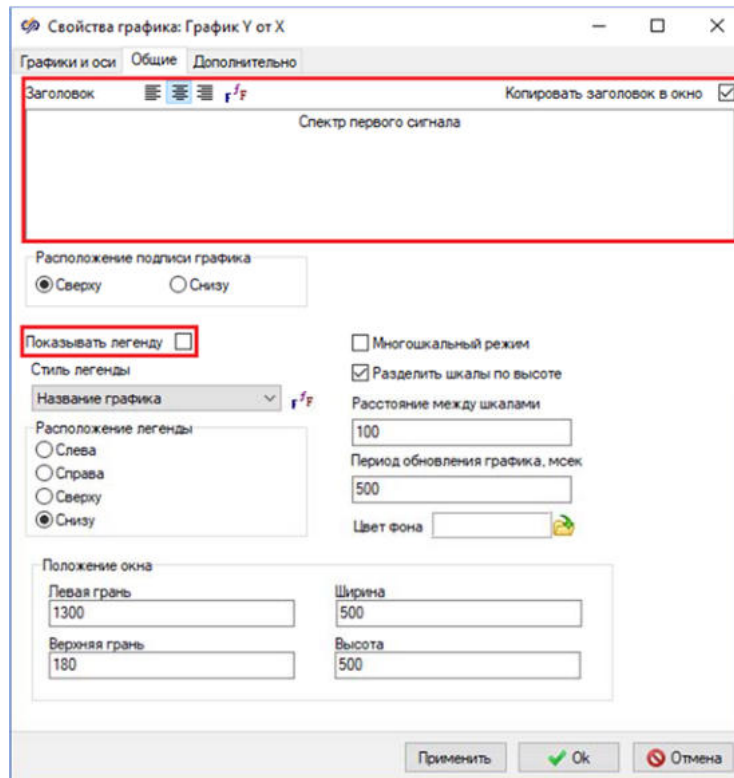 Свойства графика: График Y от X
Графики и оси Общие Дополнительно
Заголовок Копировать заголовок в окно
Спектр первого сигнала
Расположение подписи графика
Сверху Снизу
Показывать легенду Многошкальный режим
Стиль легенды Разделить шкалы по высоте
Название графика Расстояние между шкалами
Расположение легенды 100
Слева
Справа Период обновления графика, мсек
Сверху 500
Снизу Цвет фона
Положение окна
Левая грань Ширина
1300 500
Верхняя грань Высота
180 500
Применить Ok Отмена